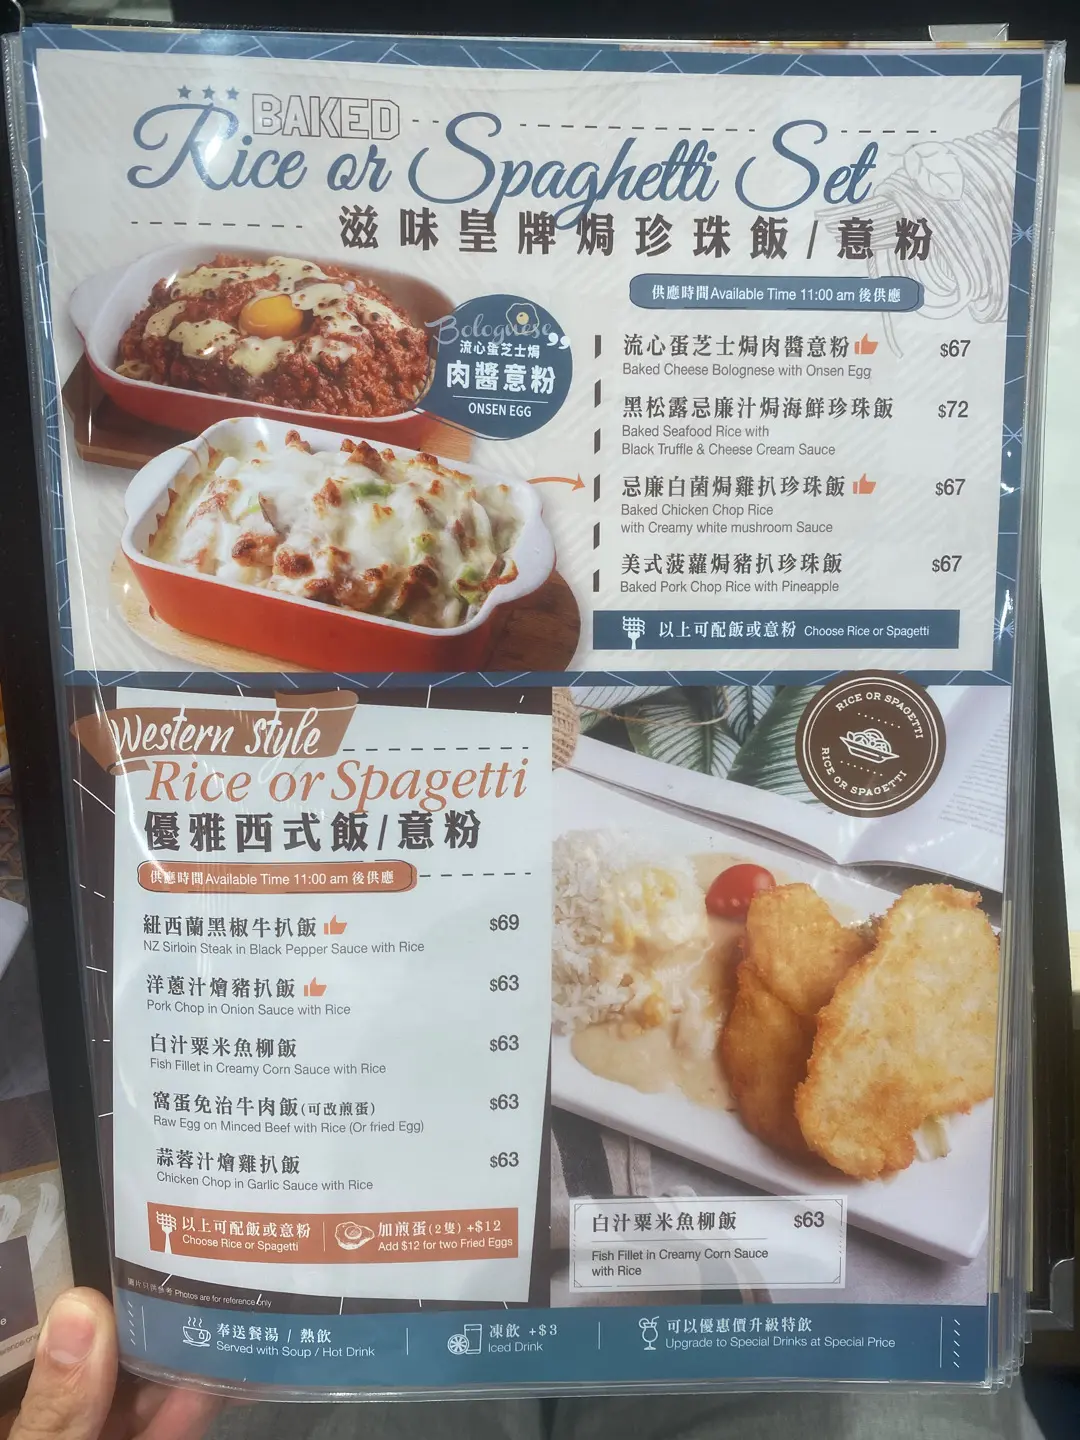 BAKED
Rice or Spaghetti Set
滋味皇牌焗珍珠飯/意粉
供應時間Available Time 11:00 am 後供應
Bolognese
流心蛋芝士焗
肉醬意粉
ONSEN EGG
流心蛋芝士焗肉醬意粉 $67
Baked Cheese Bolognese with Onsen Egg
黑松露忌廉汁焗海鮮珍珠飯 $72
Baked Seafood Rice with
Black Truffle & Cheese Cream Sauce
忌廉白菌焗雞扒珍珠飯 $67
Baked Chicken Chop Rice
with Creamy white mushroom Sauce
美式菠蘿焗豬扒珍珠飯 $67
Baked Pork Chop Rice with Pineapple
以上可配飯或意粉 Choose Rice or Spagetti
Western style
Rice or Spagetti
優雅西式飯/意粉
供應時間Available Time 11:00 am 後供應
紐西蘭黑椒牛扒飯 $69
NZ Sirloin Steak in Black Pepper Sauce with Rice
洋蔥汁燴豬扒飯 $63
Pork Chop in Onion Sauce with Rice
白汁粟米魚柳飯 $63
Fish Fillet in Creamy Corn Sauce with Rice
窩蛋免治牛肉飯(可改煎蛋) $63
Raw Egg on Minced Beef with Rice (Or fried Egg)
蒜蓉汁燴雞扒飯 $63
Chicken Chop in Garlic Sauce with Rice
以上可配飯或意粉
Choose Rice or Spagetti
加煎蛋(2隻) +$12
Add $12 for two Fried Eggs
圖片只供參考 Photos are for reference only
RICE OR SPAGETTI
RICE OR SPAGETTI
白汁粟米魚柳飯 $63
Fish Fillet in Creamy Corn Sauce
with Rice
奉送餐湯 / 熱飲
Served with Soup / Hot Drink
凍飲 +$3
Iced Drink
可以優惠價升級特飲
Upgrade to Special Drinks at Special Price